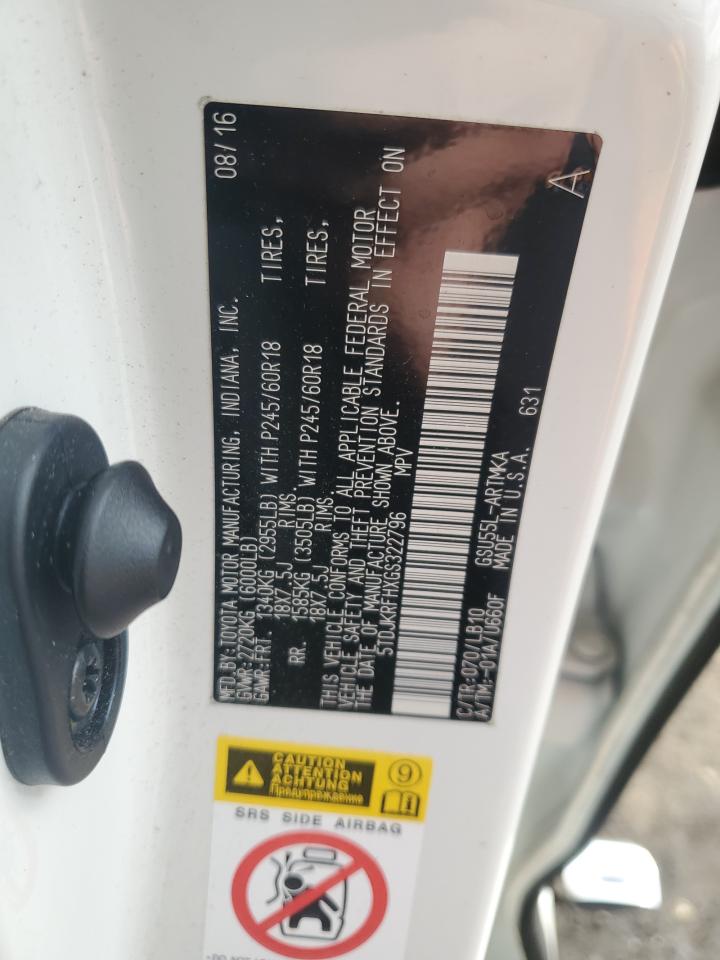 MFD.BY:TOYOTA MOTOR MANUFACTURING, INDIANA, INC. 08/16
GVWR:2720KG(6000LB)
GAWR:FRT. 1340KG (2955LB) WITH P245/60R18 TIRES,
18X7.5J RIMS.
RR. 1585KG (3505LB) WITH P245/60R18 TIRES,
18X7.5J RIMS.
THIS VEHICLE CONFORMS TO ALL APPLICABLE FEDERAL MOTOR
VEHICLE SAFETY AND THEFT PREVENTION STANDARDS IN EFFECT ON
THE DATE OF MANUFACTURE SHOWN ABOVE.
5TDJKRFHXGS322796 MPV
C/TR:070/LB10 GSU55L-ARTMKA
A/TM:-01A/U660F MADE IN U.S.A. 631
A
CAUTION
ATTENTION
ACHTUNG
Предупреждение
9
SRS SIDE AIRBAG